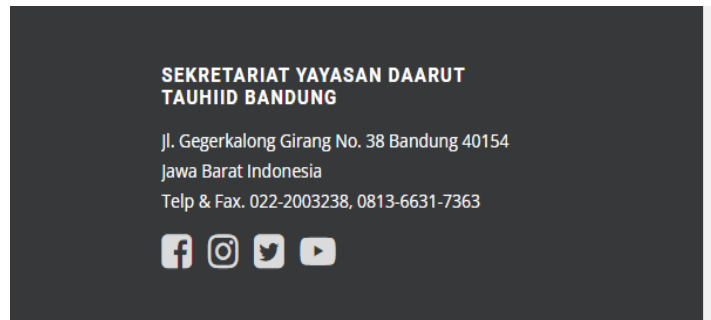 SEKRETARIAT YAYASAN DAARUT
TAUHIID BANDUNG
Jl. Gegerkalong Girang No. 38 Bandung 40154
Jawa Barat Indonesia
Telp & Fax. 022-2003238, 0813-6631-7363